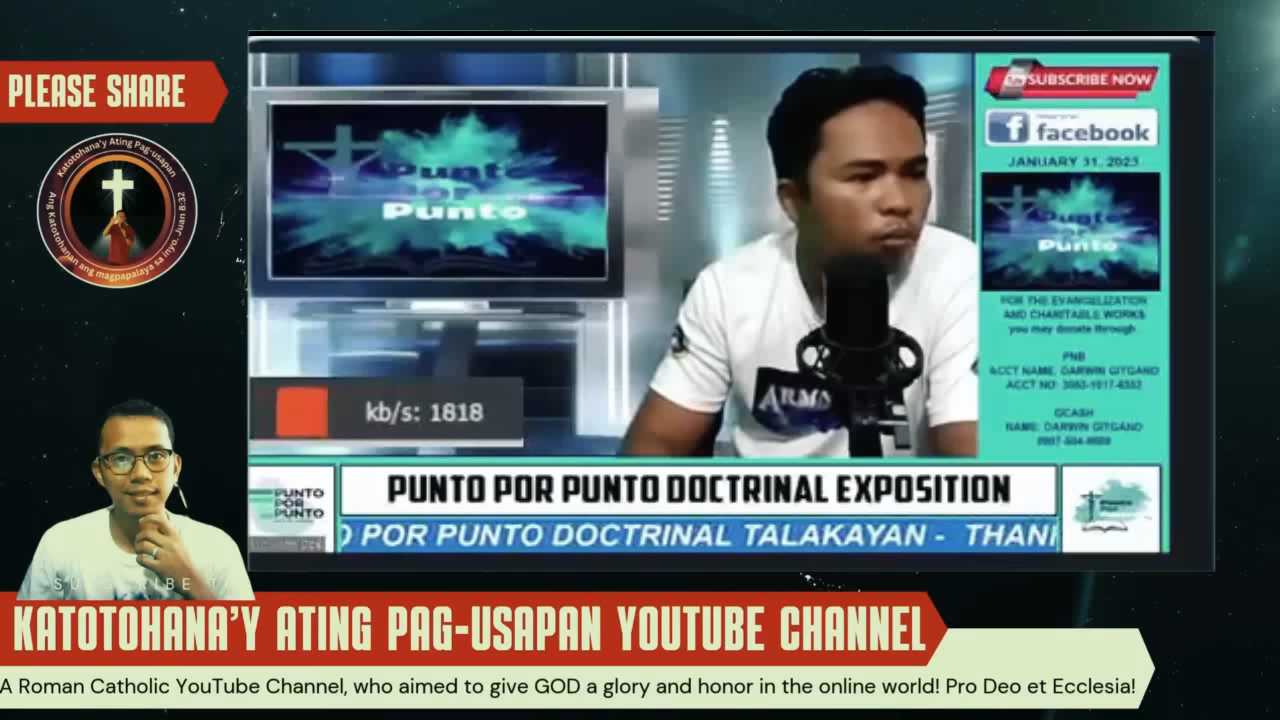 PLEASE SHARE
Katotohana'y Ating Pag-usapan
Ang Katotohanan ang magpapalaya sa inyo. Juan 8:32
Punto
por
Punto
kb/s: 1818
SUBSCRIBE NOW
facebook
JANUARY 31, 2023
Punto
por
Punto
FOR THE EVANGELIZATION
AND CHARITABLE WORKS
you may donate through
PNB
ACCT NAME. DARWIN GITGANO
GCASH
NAME: DARWIN GITGANO
PUNTO
POR
PUNTO
PUNTO POR PUNTO DOCTRINAL EXPOSITION
O POR PUNTO DOCTRINAL TALAKAYAN - THAN
KATOTOHANA'Y ATING PAG-USAPAN YOUTUBE CHANNEL
A Roman Catholic YouTube Channel, who aimed to give GOD a glory and honor in the online world! Pro Deo et Ecclesia!